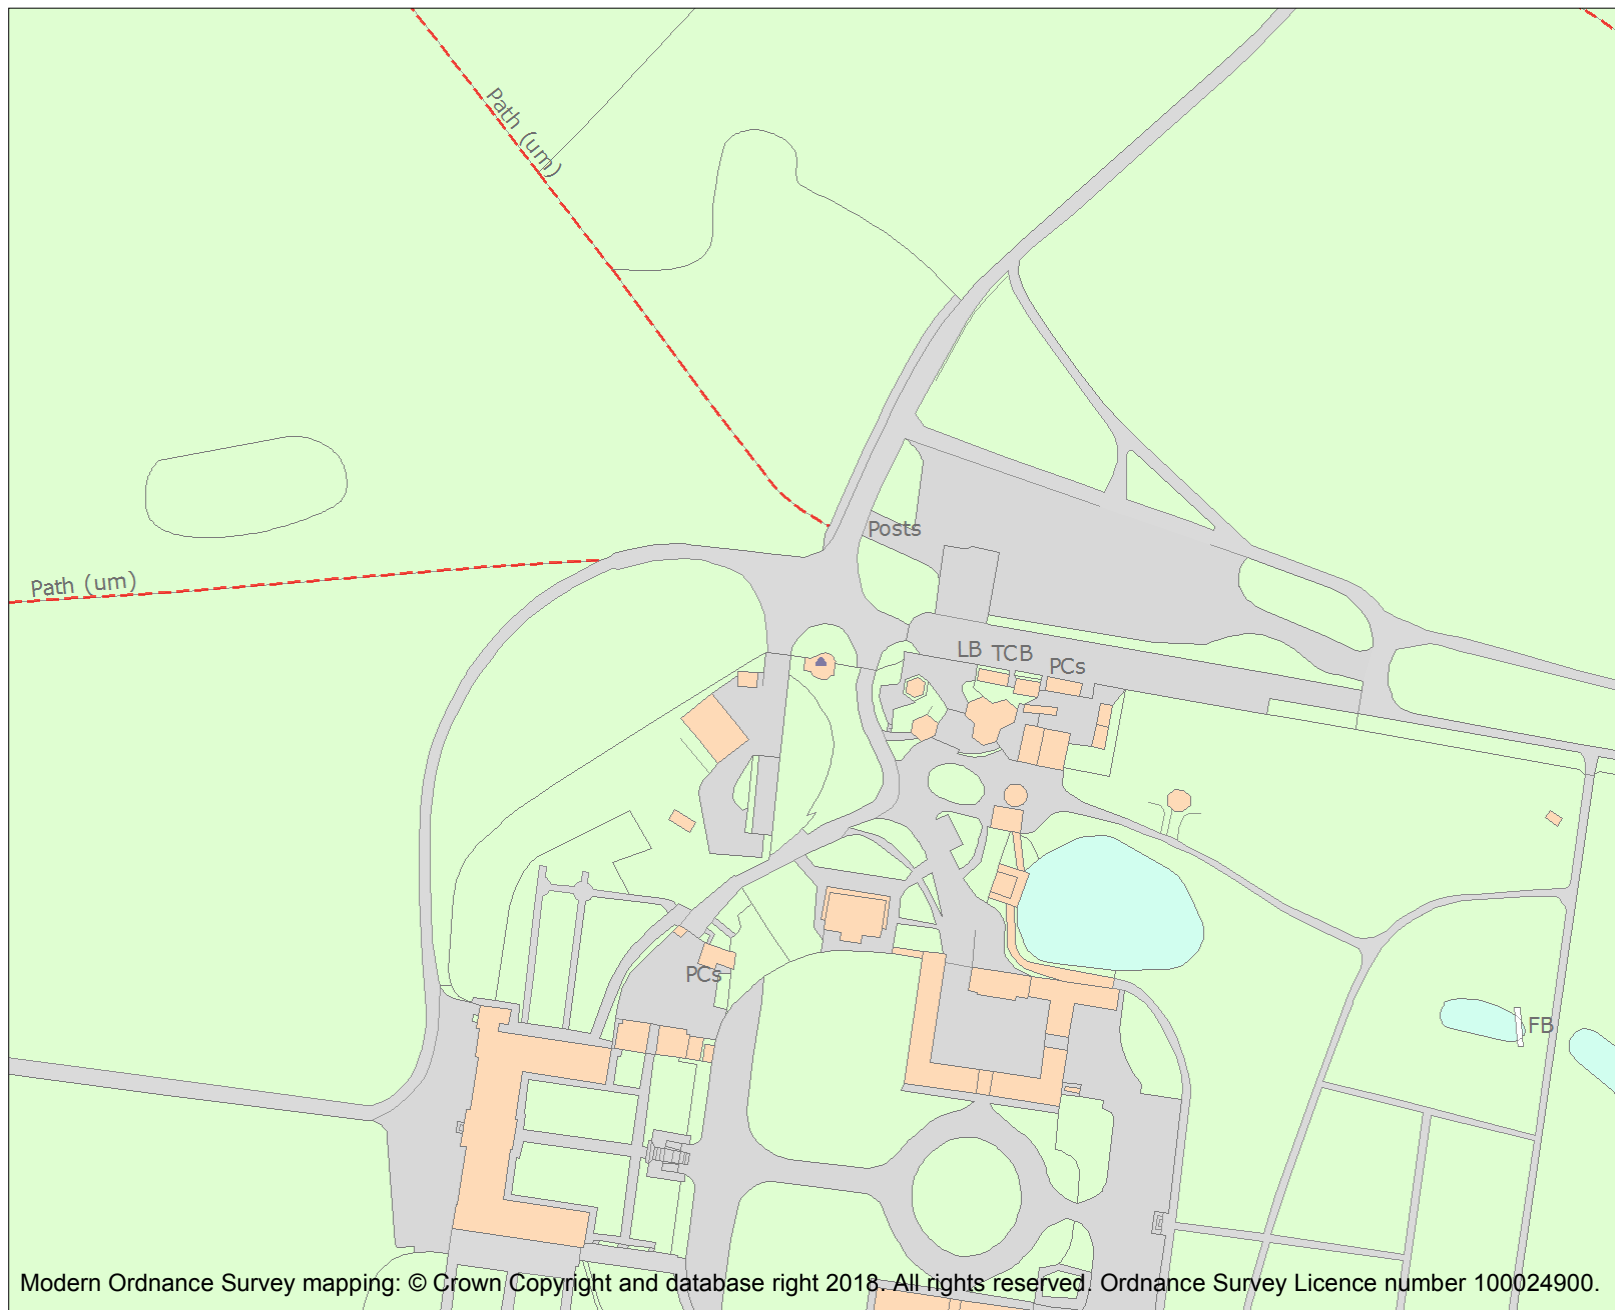 Path (um)
Posts
Path (um)
LB
TCB
PCs
PCs
FB
Modern Ordnance Survey mapping: © Crown Copyright and database right 2018. All rights reserved. Ordnance Survey Licence number 100024900.